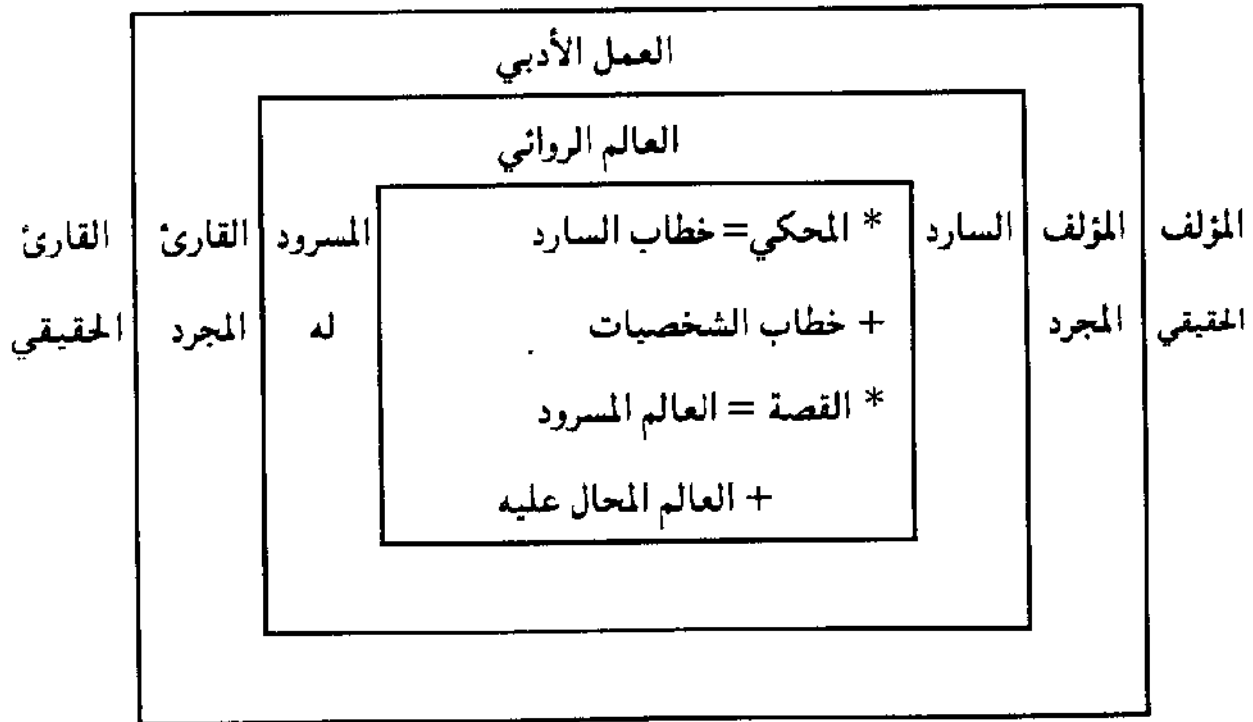 العمل الأدبي
العالم الروائي
المؤلف المؤلف السارد * المحكي= خطاب السارد المسرود القارئ القارئ
الحقيقي المجرد + خطاب الشخصيات له المجرد الحقيقي
* القصة = العالم المسرود
+ العالم المحال عليه